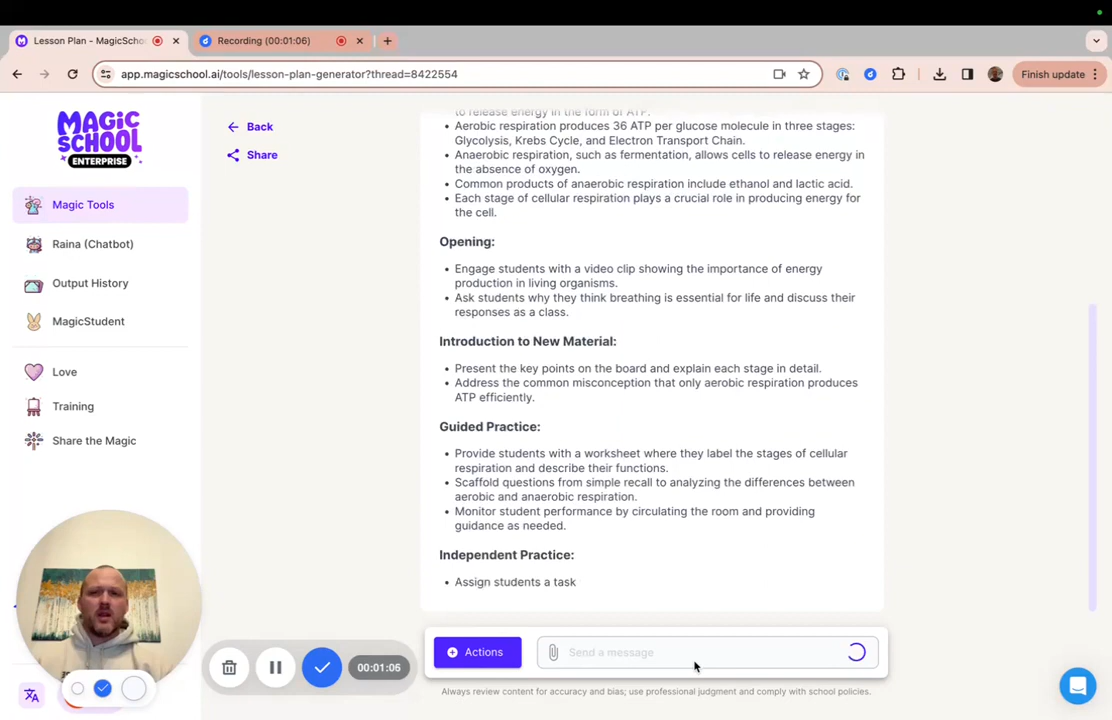 Lesson Plan - MagicSchoo
Recording (00:01:06)
app.magicschool.ai/tools/lesson-plan-generator?thread=8422554
Finish update
MAGIC
SCHOOL
ENTERPRISE
Magic Tools
Raina (Chatbot)
Output History
MagicStudent
Love
Training
Share the Magic
Back
Share
to release energy in the form of ATP.
• Aerobic respiration produces 36 ATP per glucose molecule in three stages:
Glycolysis, Krebs Cycle, and Electron Transport Chain.
• Anaerobic respiration, such as fermentation, allows cells to release energy in
the absence of oxygen.
• Common products of anaerobic respiration include ethanol and lactic acid.
• Each stage of cellular respiration plays a crucial role in producing energy for
the cell.
Opening:
• Engage students with a video clip showing the importance of energy
production in living organisms.
• Ask students why they think breathing is essential for life and discuss their
responses as a class.
Introduction to New Material:
• Present the key points on the board and explain each stage in detail.
• Address the common misconception that only aerobic respiration produces
ATP efficiently.
Guided Practice:
• Provide students with a worksheet where they label the stages of cellular
respiration and describe their functions.
• Scaffold questions from simple recall to analyzing the differences between
aerobic and anaerobic respiration.
• Monitor student performance by circulating the room and providing
guidance as needed.
Independent Practice:
• Assign students a task
Actions
Send a message
00:01:06
Always review content for accuracy and bias; use professional judgment and comply with school policies.